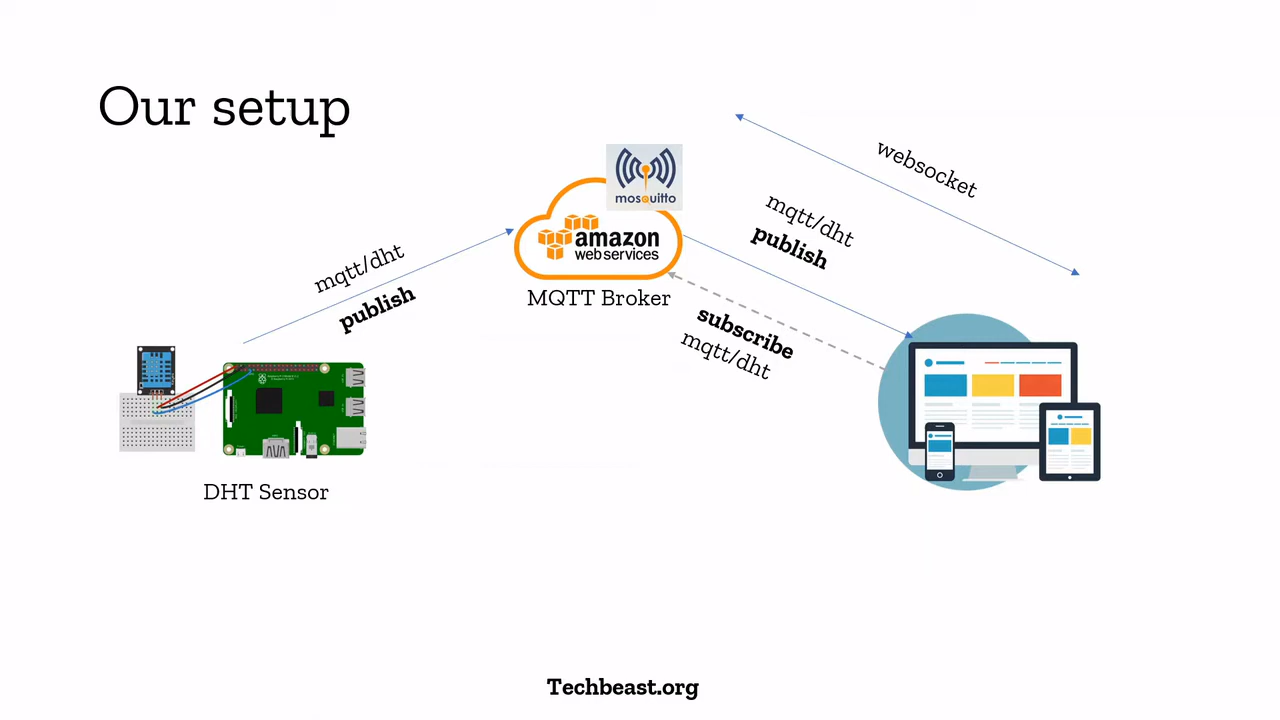 Our setup
websocket
mosquitto
mqtt/dht
publish
amazon
web services
mqtt/dht
publish
MQTT Broker
subscribe
mqtt/dht
DHT Sensor
Techbeast.org